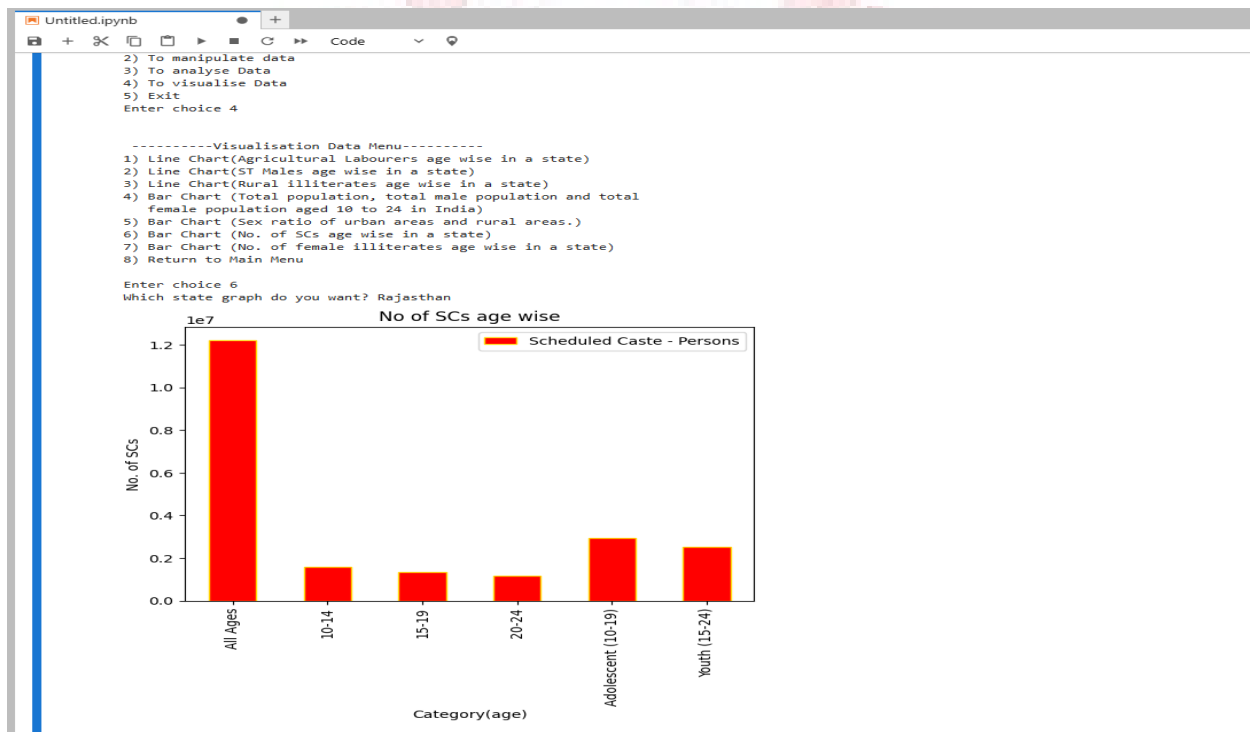 Untitled.ipynb
Code
2) To manipulate data
3) To analyse Data
4) To visualise Data
5) Exit
Enter choice 4
----------Visualisation Data Menu----------
1) Line Chart(Agricultural Labourers age wise in a state)
2) Line Chart(ST Males age wise in a state)
3) Line Chart(Rural illiterates age wise in a state)
4) Bar Chart (Total population, total male population and total
female population aged 10 to 24 in India)
5) Bar Chart (Sex ratio of urban areas and rural areas.)
6) Bar Chart (No. of SCs age wise in a state)
7) Bar Chart (No. of female illiterates age wise in a state)
8) Return to Main Menu
Enter choice 6
Which state graph do you want? Rajasthan
No of SCs age wise
1e7
Scheduled Caste - Persons
1.2
1.0
0.8
0.6
0.4
0.2
0.0
No. of SCs
All Ages
10-14
15-19
20-24
Adolescent (10-19)
Youth (15-24)
Category(age)